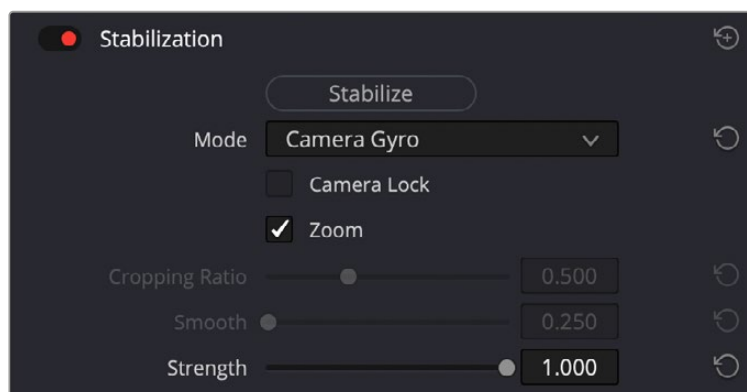 Stabilization
Stabilize
Mode Camera Gyro
Camera Lock
Zoom
Cropping Ratio 0.500
Smooth 0.250
Strength 1.000